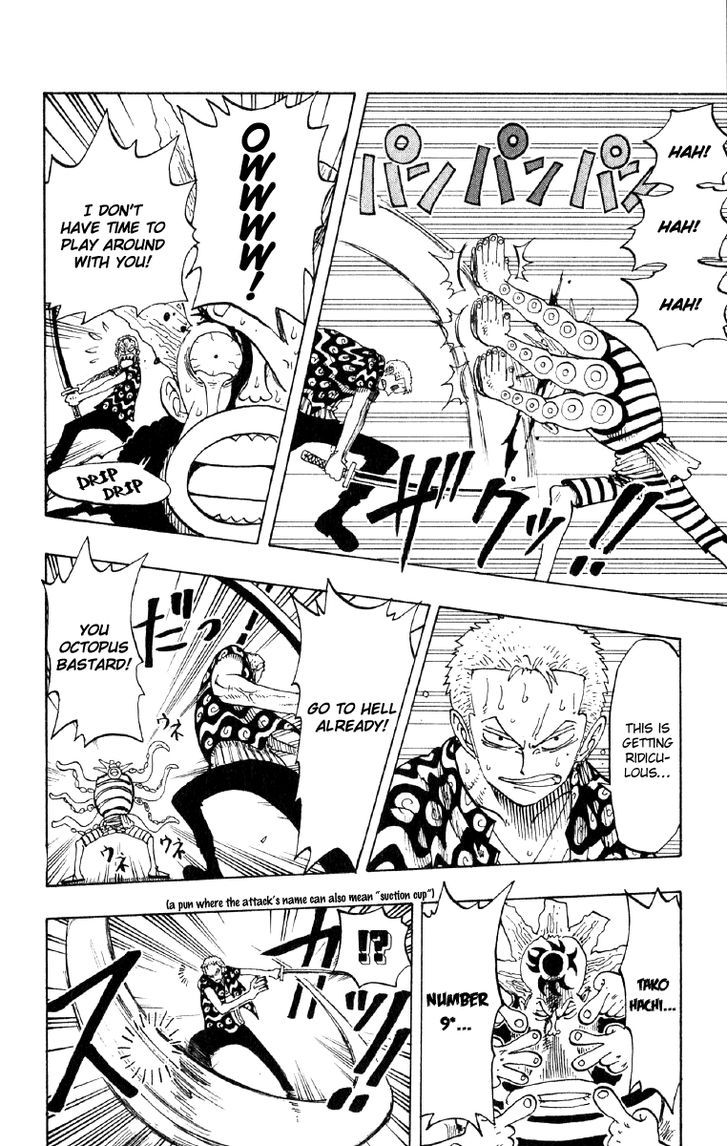 HAH!
HAH!
HAH!
パン パン パン
ザクッ!!
OWWWW!
I DON'T
HAVE TIME TO
PLAY AROUND
WITH YOU!
DRIP
DRIP
THIS IS
GETTING
RIDICU-
LOUS...
GO TO HELL
ALREADY!
だっ!
YOU
OCTOPUS
BASTARD!
ウネ
ウネ
ウネ
(a pun where the attack's name can also mean "suction cup")
TAKO
HACHI...
NUMBER
9*...
!?
スパッ!!